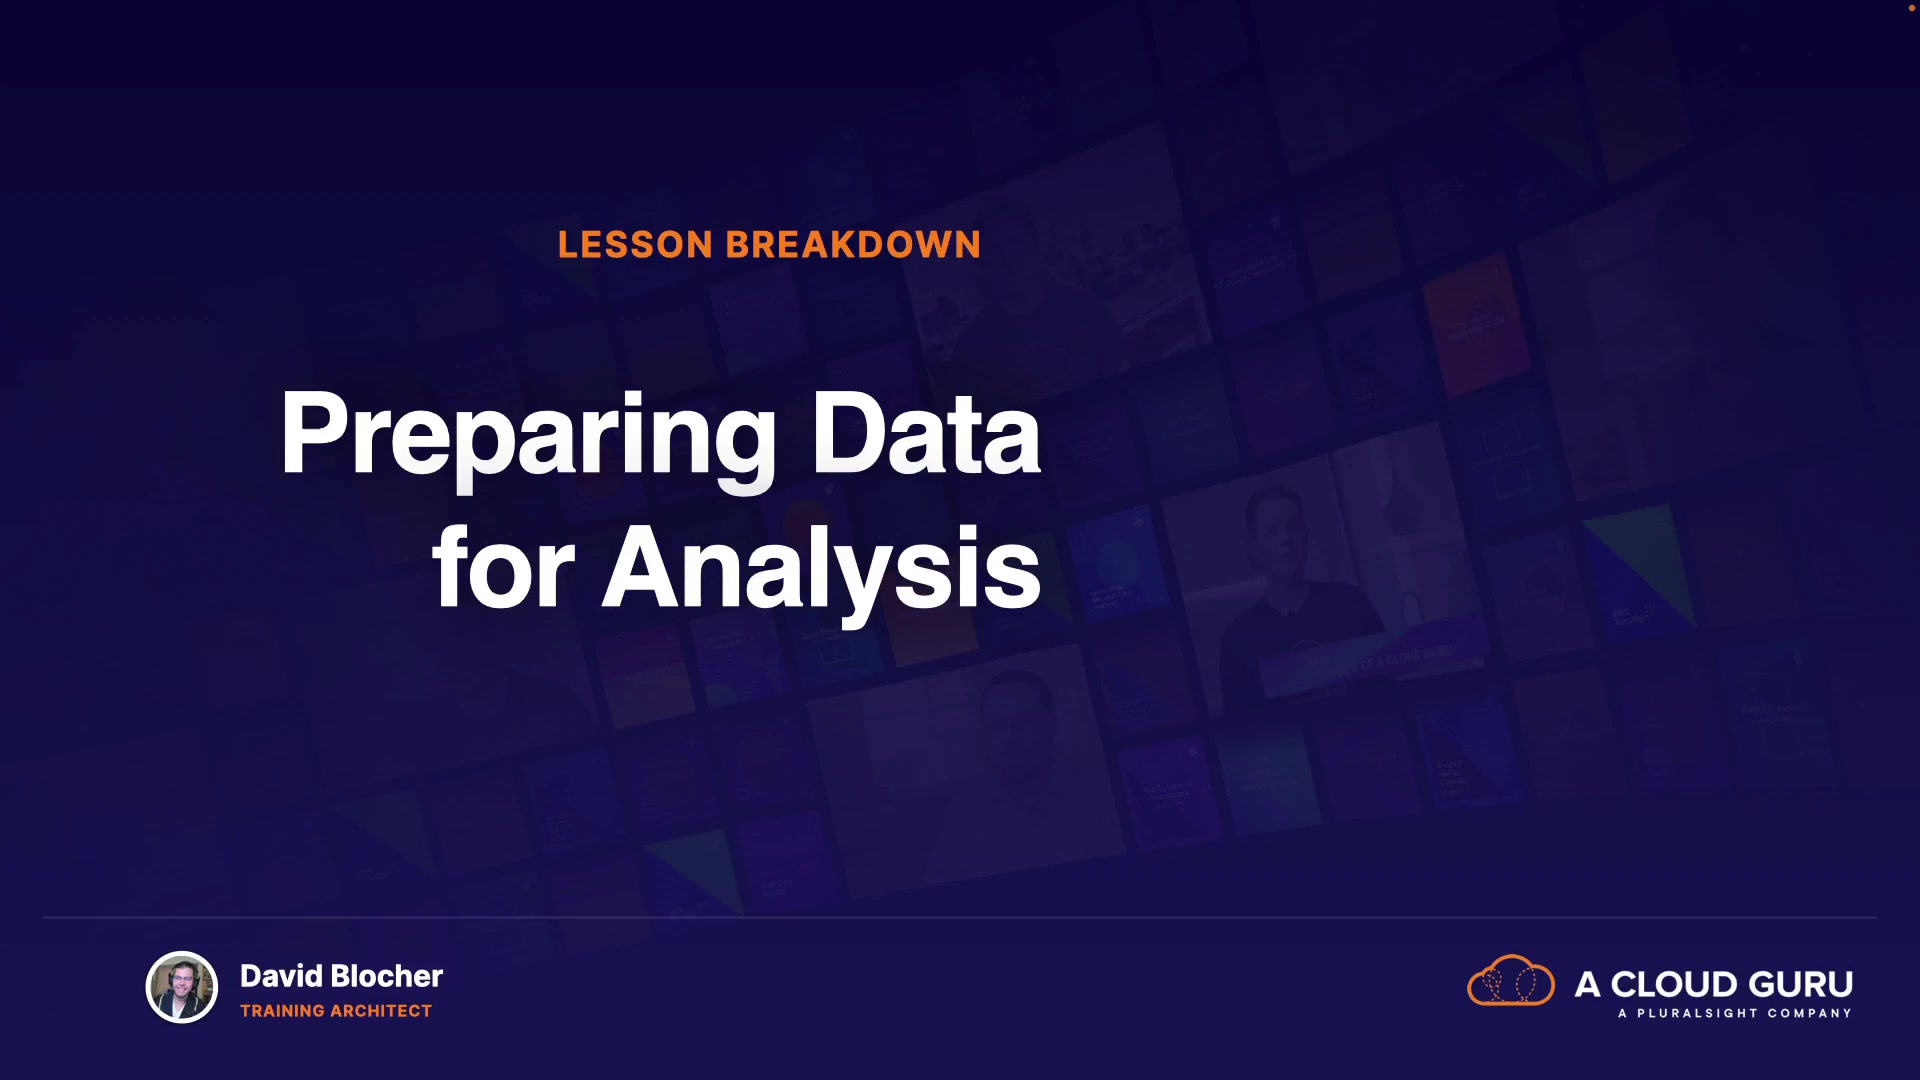 LESSON BREAKDOWN
Preparing Data
for Analysis
David Blocher
TRAINING ARCHITECT
A CLOUD GURU
A PLURALSIGHT COMPANY